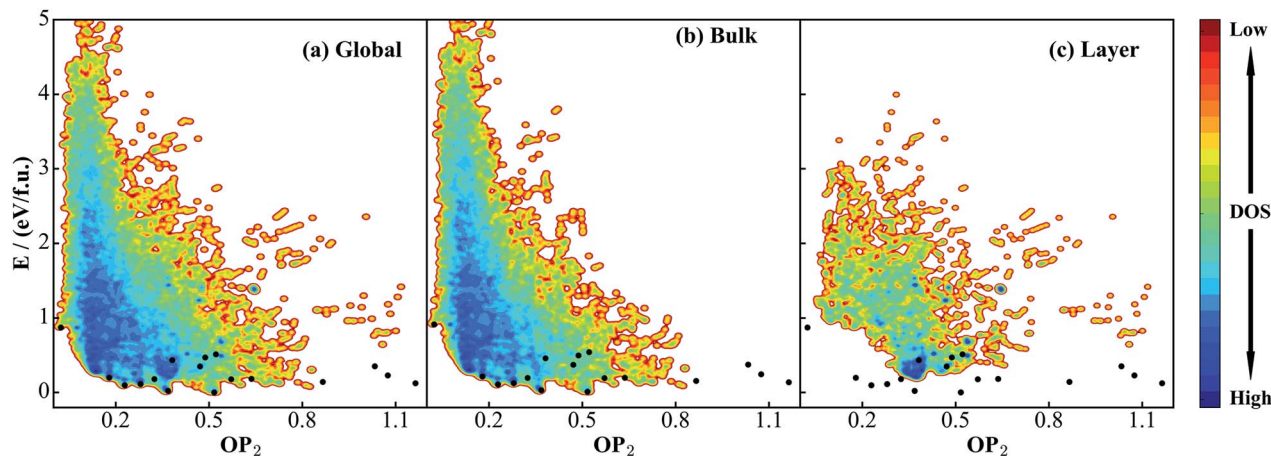 (a) Global
(b) Bulk
(c) Layer
E / (eV/f.u.)
5
4
3
2
1
0
0.2 0.5 0.8 1.1
0.2 0.5 0.8 1.1
0.2 0.5 0.8 1.1
OP₂
OP₂
OP₂
Low
DOS
High